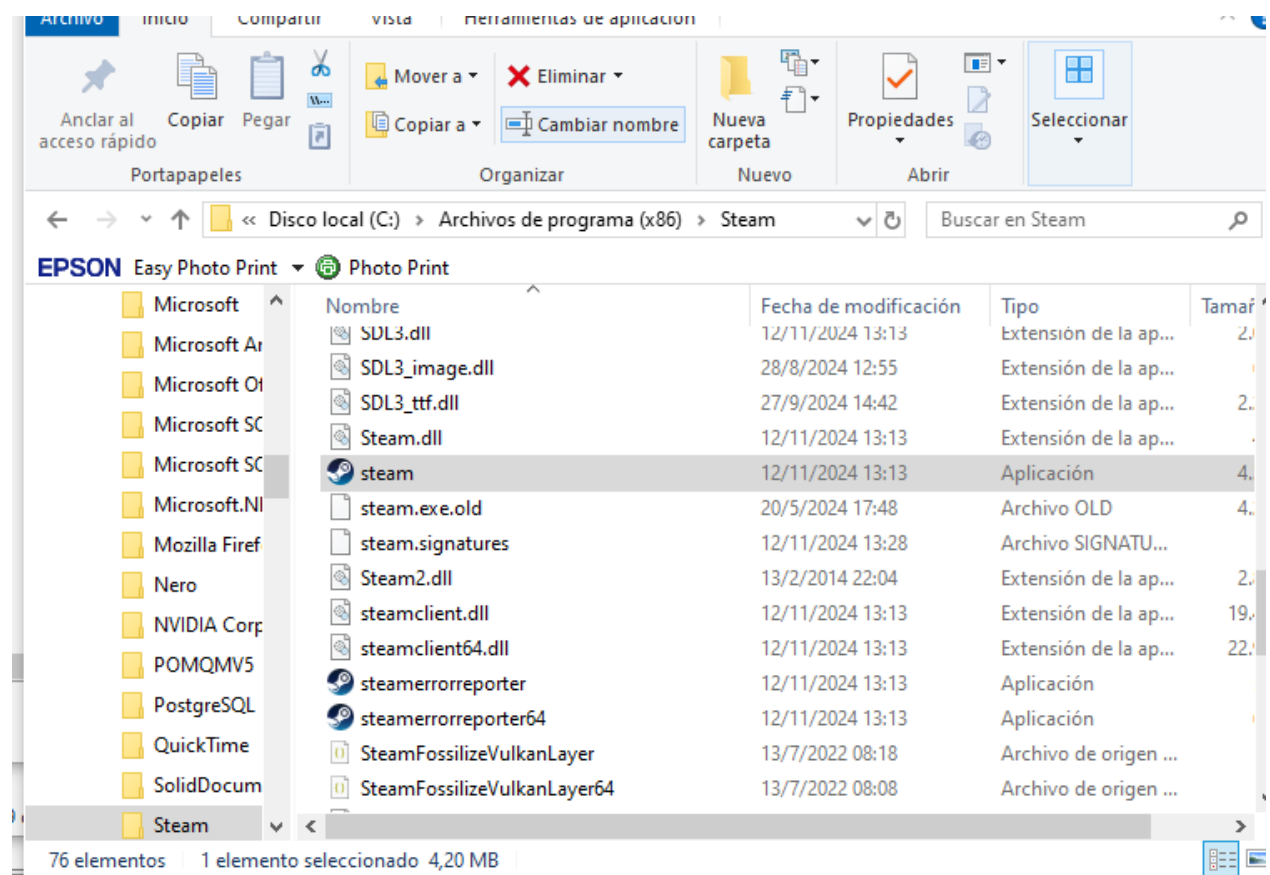 Archivo Inicio Compartir Vista Herramientas de aplicación
Mover a Eliminar
Anclar al acceso rápido Copiar Pegar Copiar a Cambiar nombre Nueva carpeta Propiedades Seleccionar
Portapapeles Organizar Nuevo Abrir
« Disco local (C:) › Archivos de programa (x86) › Steam Buscar en Steam
EPSON Easy Photo Print Photo Print
Microsoft
Microsoft
Microsoft
Microsoft
Microsoft
Mozilla
Nero
NVIDIA
POMQMV5
PostgreSQL
QuickTime
Steam
Nombre Fecha de modificación Tipo
SDL3.dll 12/11/2024 13:13 Extensión de la ap...
SDL3_image.dll 28/8/2024 12:55 Extensión de la ap...
SDL3_ttf.dll 27/9/2024 14:42 Extensión de la ap...
Steam.dll 12/11/2024 13:13 Extensión de la ap...
steam 12/11/2024 13:13 Aplicación
steam.exe.old 20/5/2024 17:48 Archivo OLD
steam.signatures 12/11/2024 13:28 Archivo SIGNATU...
Steam2.dll 13/2/2014 22:04 Extensión de la ap...
steamclient.dll 12/11/2024 13:13 Extensión de la ap...
steamclient64.dll 12/11/2024 13:13 Extensión de la ap...
steamerrorreporter 12/11/2024 13:13 Aplicación
steamerrorreporter64 12/11/2024 13:13 Aplicación
SteamFossilizeVulkanLayer 13/7/2022 08:18 Archivo de origen ...
SteamFossilizeVulkanLayer64 13/7/2022 08:08 Archivo de origen ...
76 elementos 1 elemento seleccionado 4,20 MB